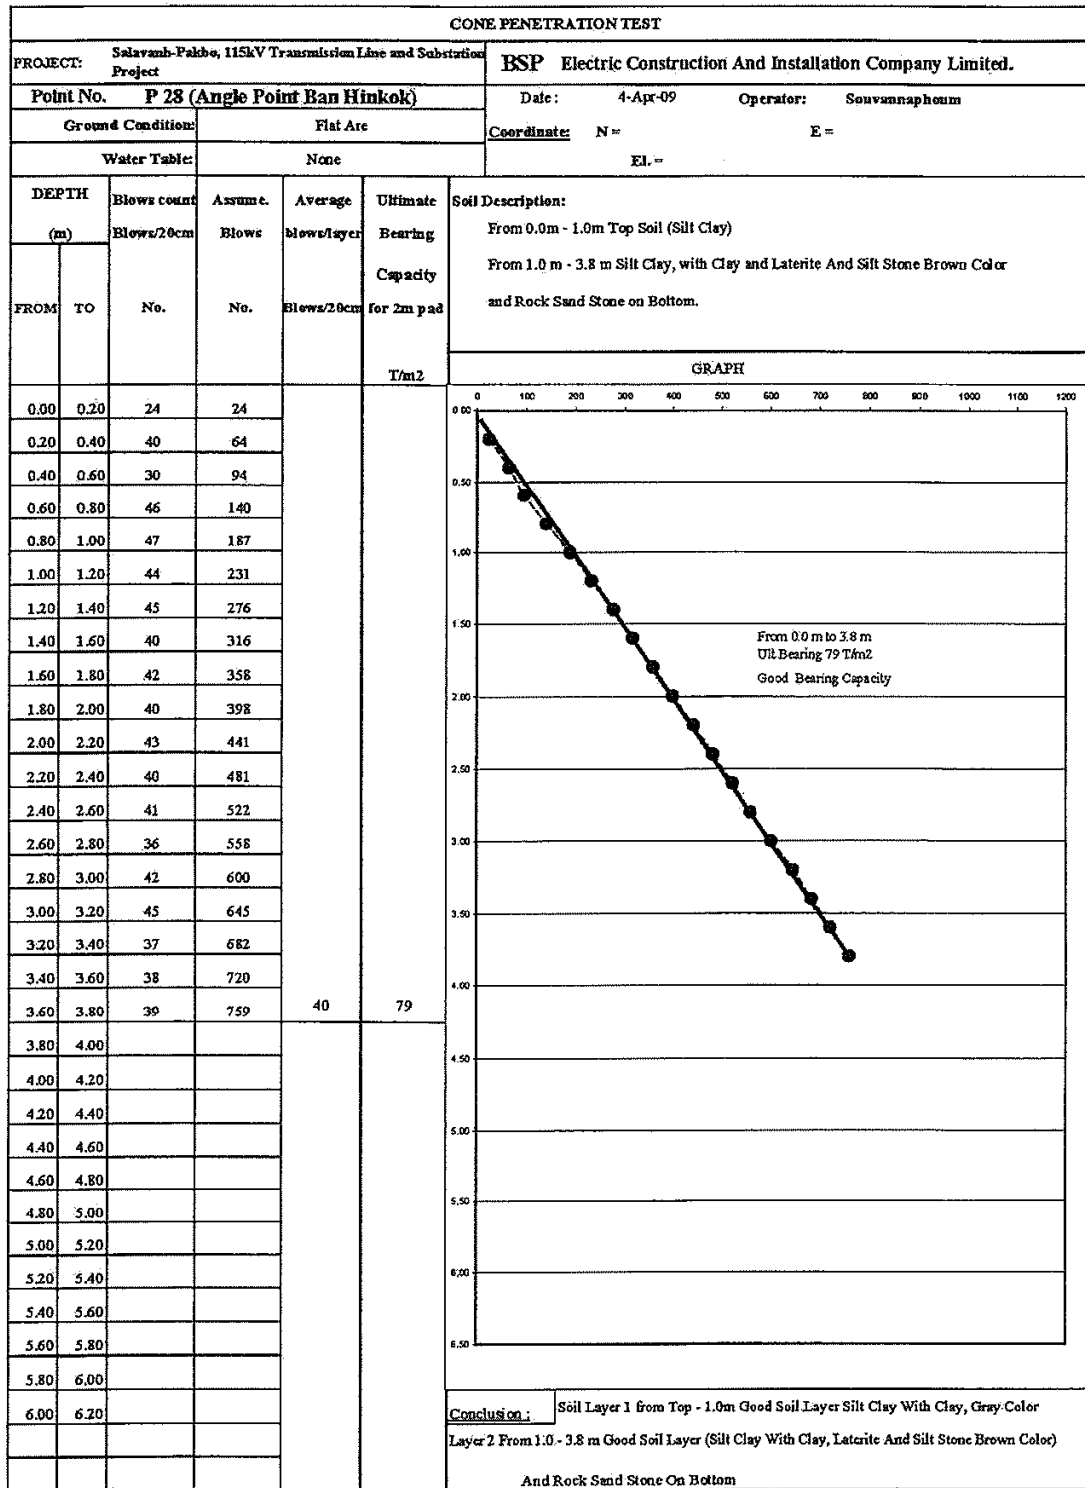 CONE PENETRATION TEST
PROJECT: Salavanh-Pakbo, 115kV Transmission Line and Substation
Project
BSP Electric Construction And Installation Company Limited.
Point No. P 28 (Angle Point Ban Hinkok)
Date: 4-Apr-09 Operator: Souvannaphoum
Ground Condition: Flat Are
Coordinate: N = E =
Water Table: None
El. =
DEPTH Blows count Assume. Average Ultimate
(m) Blows/20cm Blows blows/layer Bearing
Capacity
FROM TO No. No. Blows/20cm for 2m pad
T/m2
Soil Description:
From 0.0m - 1.0m Top Soil (Silt Clay)
From 1.0 m - 3.8 m Silt Clay, with Clay and Laterite And Silt Stone Brown Color
and Rock Sand Stone on Bottom.
GRAPH
0.00 0.20 24 24
0.20 0.40 40 64
0.40 0.60 30 94
0.60 0.80 46 140
0.80 1.00 47 187
1.00 1.20 44 231
1.20 1.40 45 276
1.40 1.60 40 316
1.60 1.80 42 358
1.80 2.00 40 398
2.00 2.20 43 441
2.20 2.40 40 481
2.40 2.60 41 522
2.60 2.80 36 558
2.80 3.00 42 600
3.00 3.20 45 645
3.20 3.40 37 682
3.40 3.60 38 720
3.60 3.80 39 759 40 79
3.80 4.00
4.00 4.20
4.20 4.40
4.40 4.60
4.60 4.80
4.80 5.00
5.00 5.20
5.20 5.40
5.40 5.60
5.60 5.80
5.80 6.00
6.00 6.20
0 100 200 300 400 500 600 700 800 900 1000 1100 1200
0.00
0.50
1.00
1.50
2.00
2.50
3.00
3.50
4.00
4.50
5.00
5.50
6.00
6.50
From 0.0 m to 3.8 m
Ult Bearing 79 T/m2
Good Bearing Capacity
Conclusion : Soil Layer 1 from Top - 1.0m Good Soil Layer Silt Clay With Clay, Gray Color
Layer 2 From 1.0 - 3.8 m Good Soil Layer (Silt Clay With Clay, Laterite And Silt Stone Brown Color)
And Rock Sand Stone On Bottom